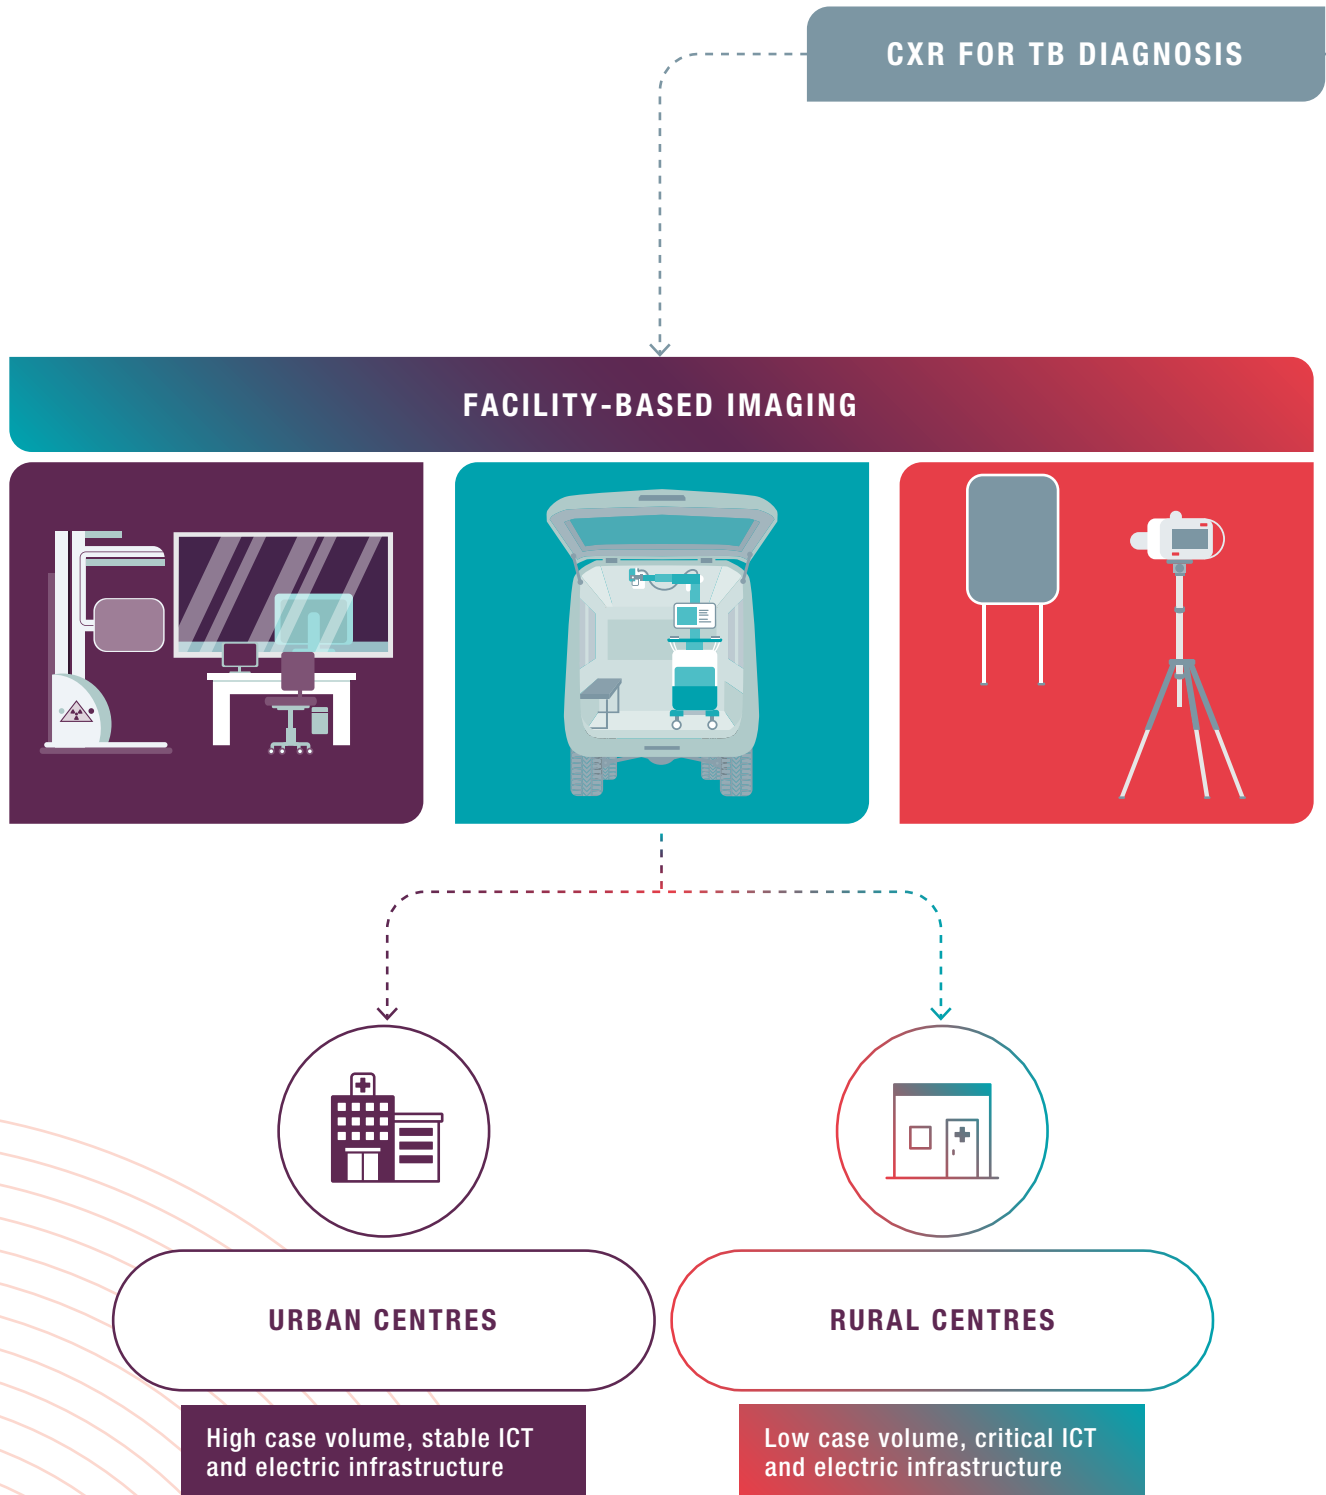 CXR FOR TB DIAGNOSIS
FACILITY-BASED IMAGING
URBAN CENTRES
RURAL CENTRES
High case volume, stable ICT
and electric infrastructure
Low case volume, critical ICT
and electric infrastructure